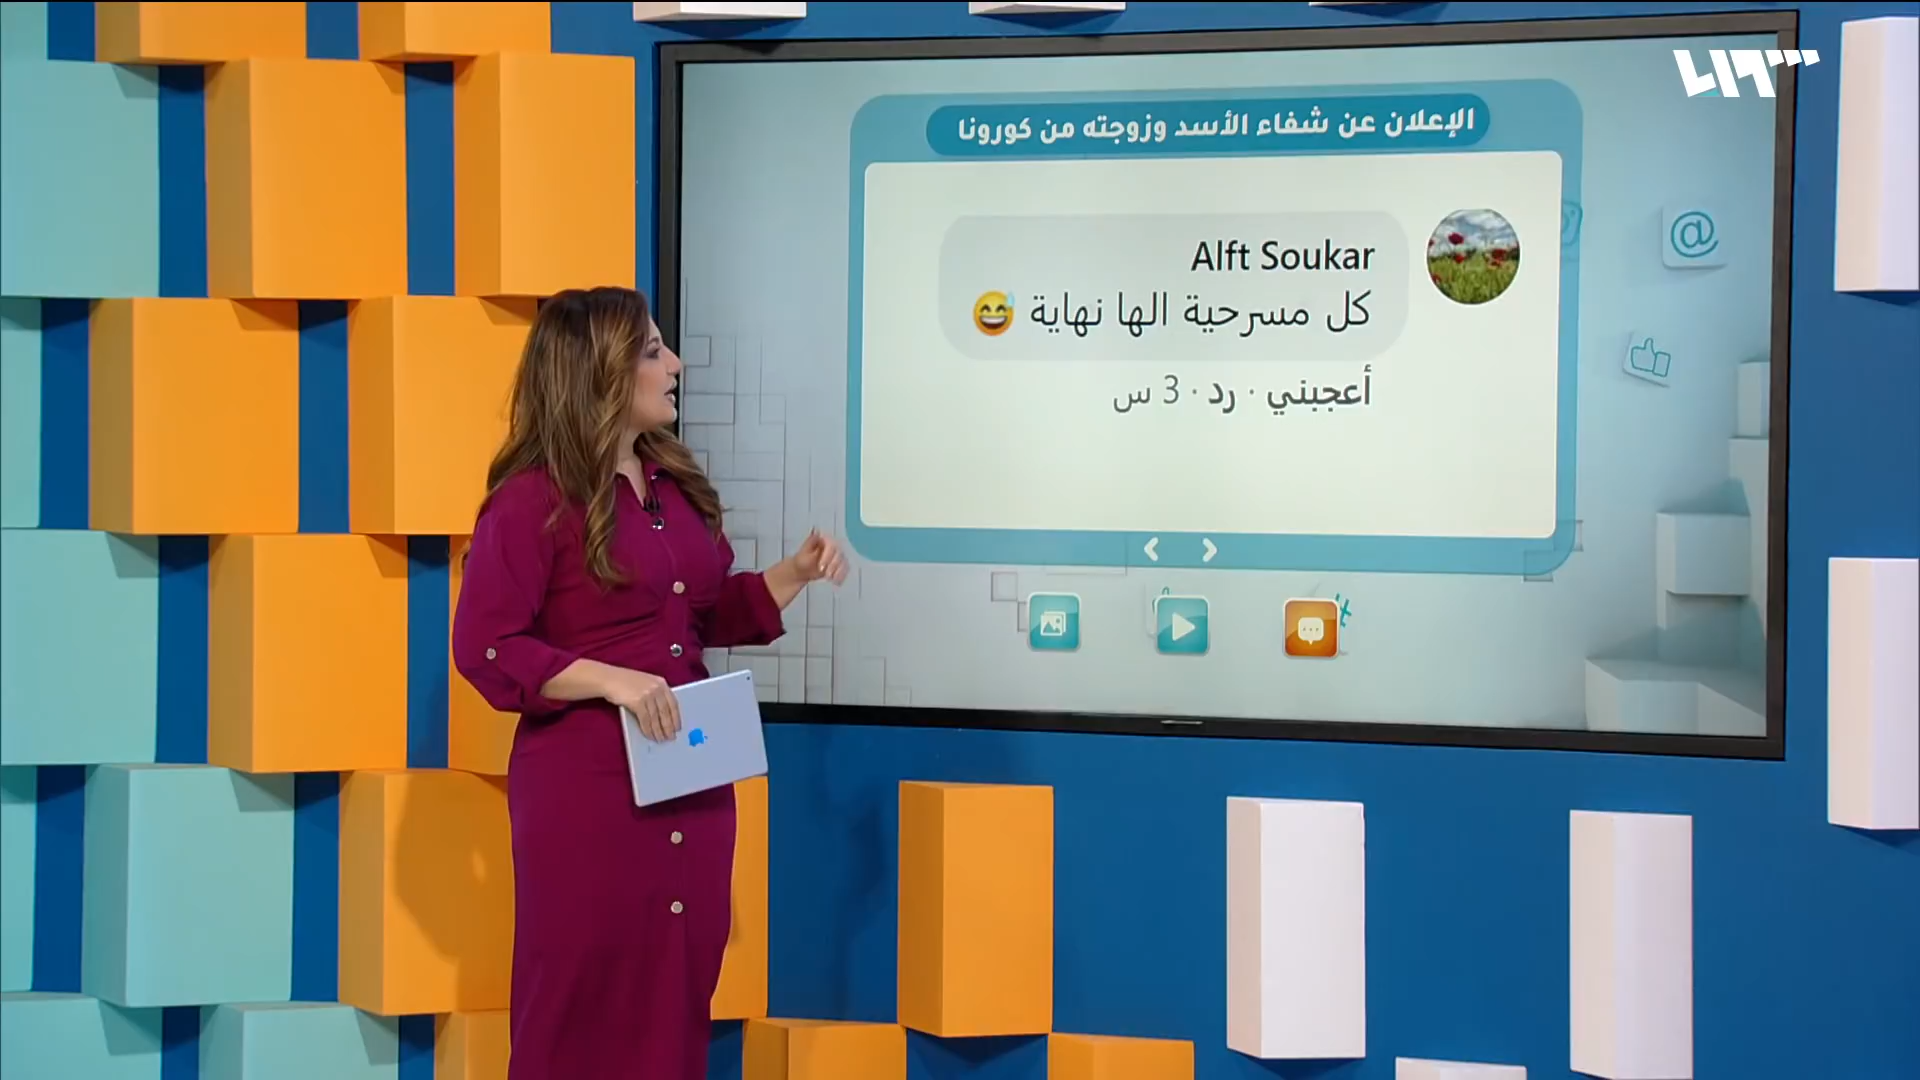 الإعلان عن شفاء الأسد وزوجته من كورونا
Alft Soukar
كل مسرحية الها نهاية 😅
أعجبني · رد · 3 س